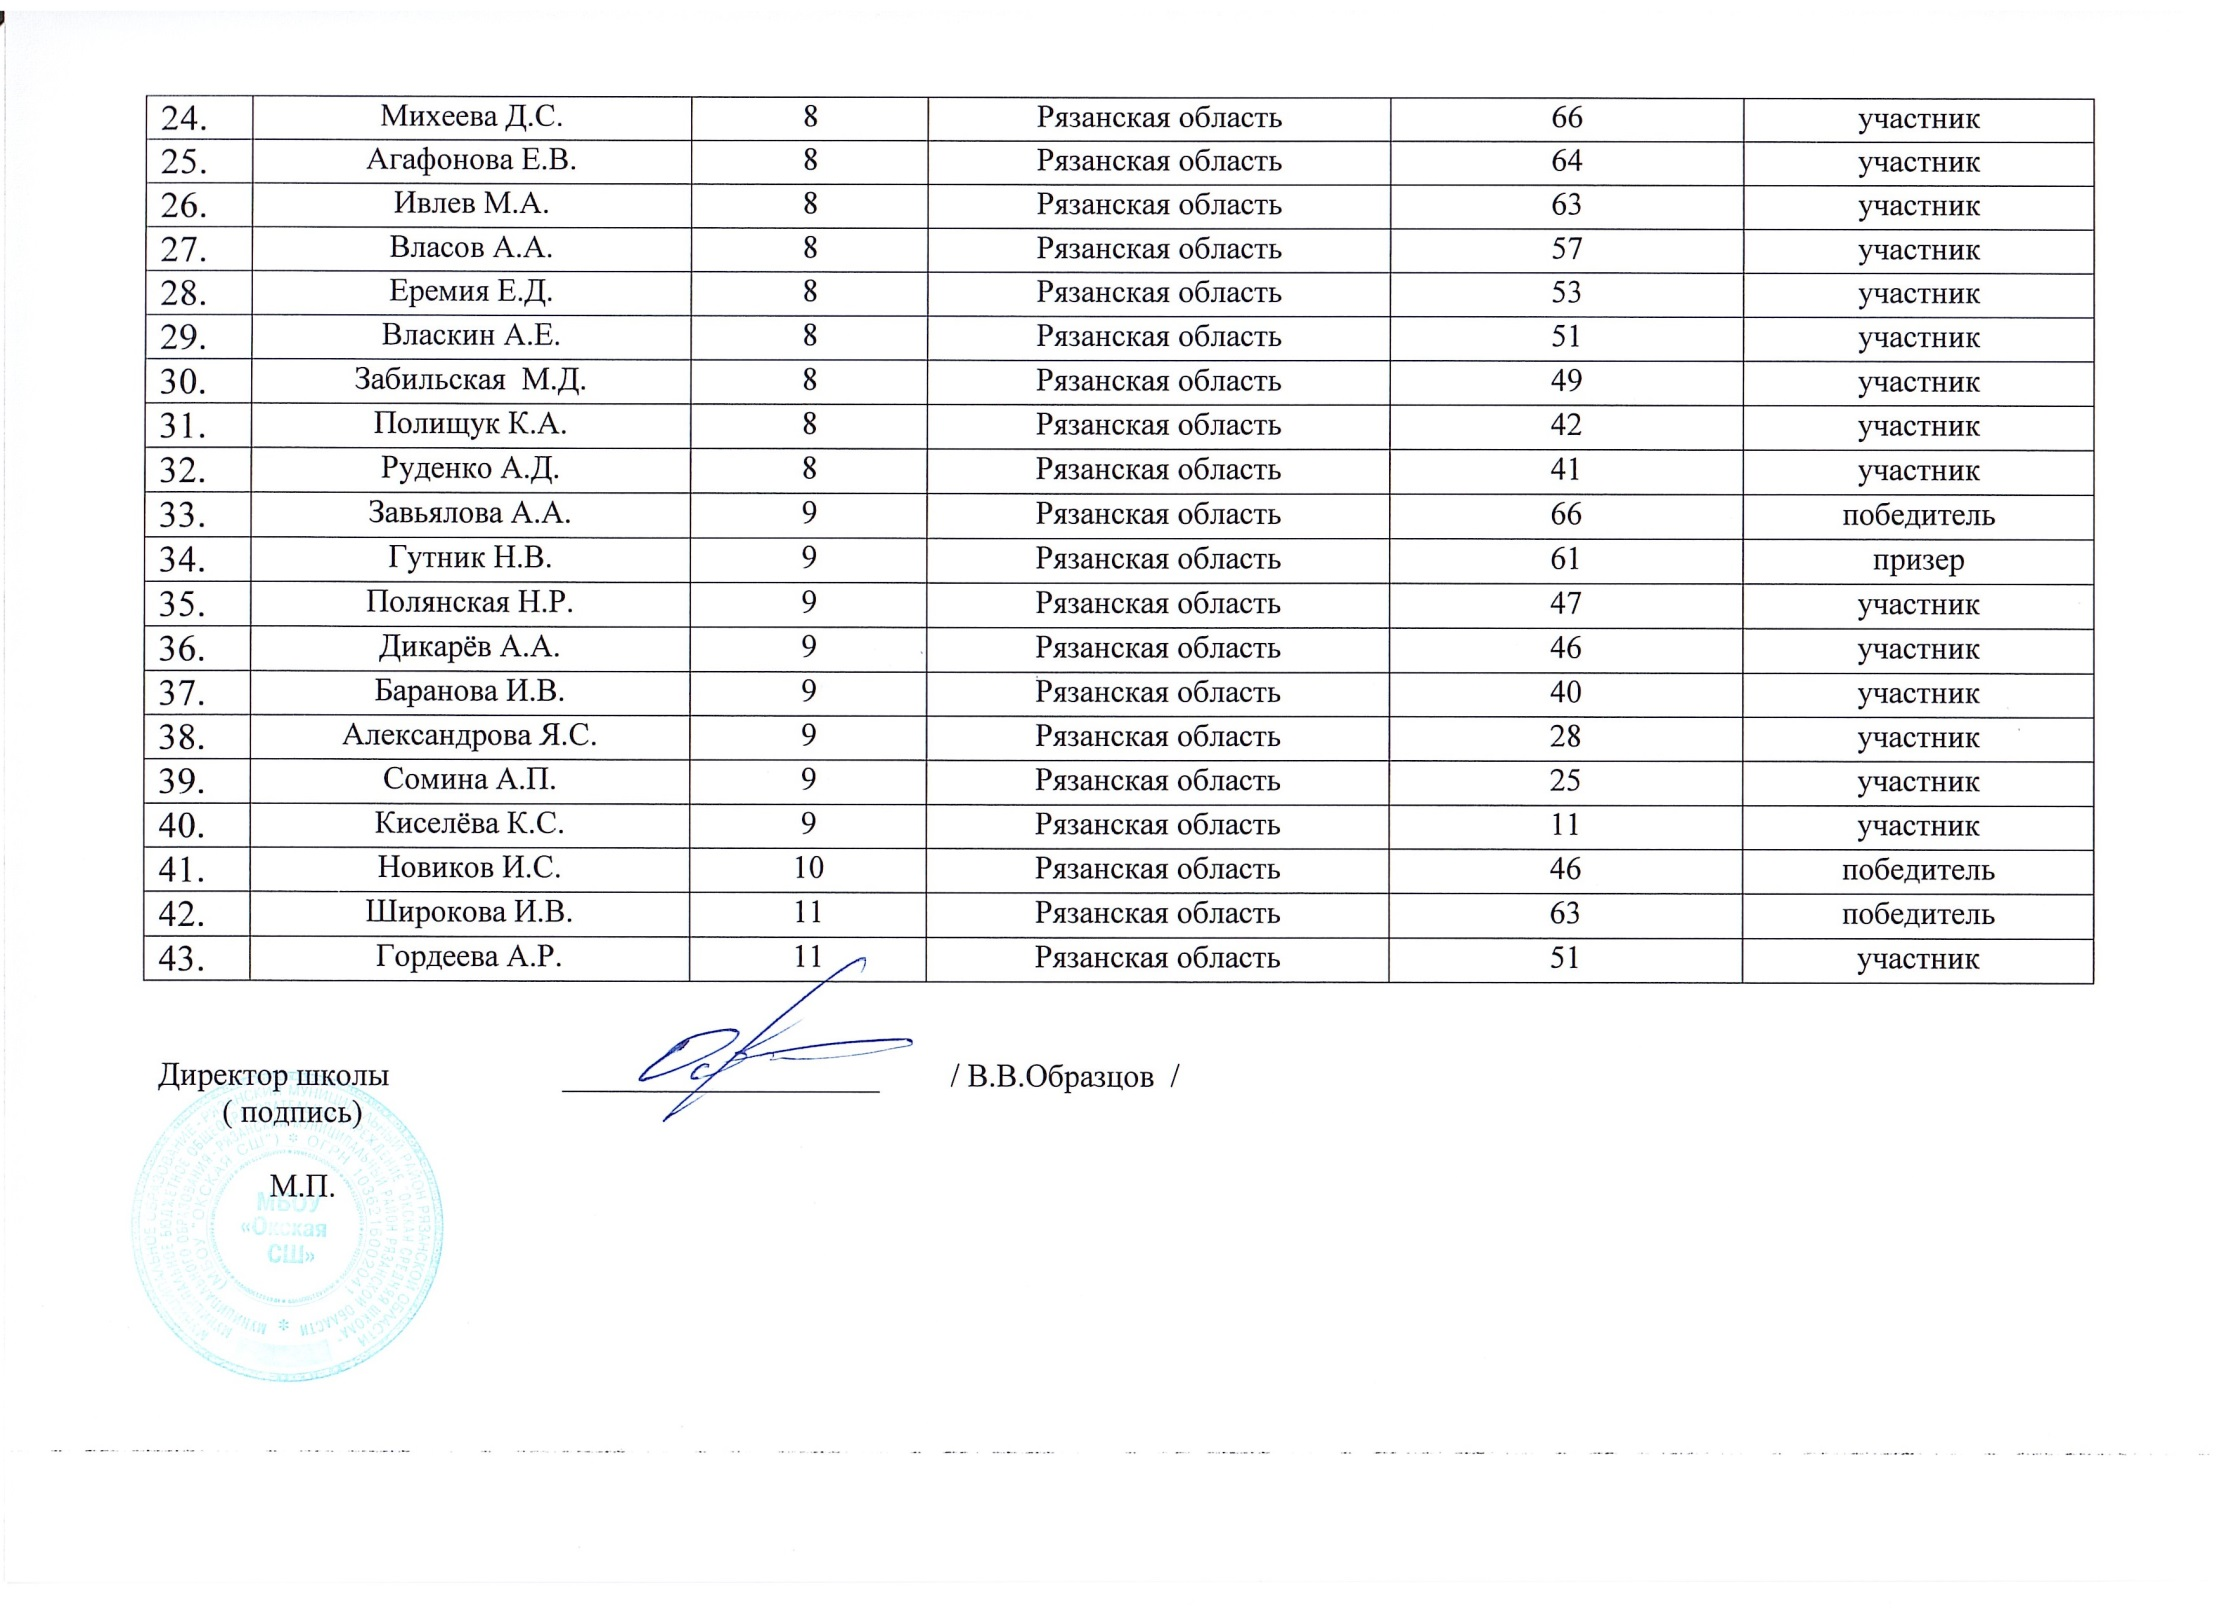 24. Михеева Д.С. 8 Рязанская область 66 участник
25. Агафонова Е.В. 8 Рязанская область 64 участник
26. Ивлев М.А. 8 Рязанская область 63 участник
27. Власов А.А. 8 Рязанская область 57 участник
28. Еремия Е.Д. 8 Рязанская область 53 участник
29. Власкин А.Е. 8 Рязанская область 51 участник
30. Забильская М.Д. 8 Рязанская область 49 участник
31. Полищук К.А. 8 Рязанская область 42 участник
32. Руденко А.Д. 8 Рязанская область 41 участник
33. Завьялова А.А. 9 Рязанская область 66 победитель
34. Гутник Н.В. 9 Рязанская область 61 призер
35. Полянская Н.Р. 9 Рязанская область 47 участник
36. Дикарёв А.А. 9 Рязанская область 46 участник
37. Баранова И.В. 9 Рязанская область 40 участник
38. Александрова Я.С. 9 Рязанская область 28 участник
39. Сомина А.П. 9 Рязанская область 25 участник
40. Киселёва К.С. 9 Рязанская область 11 участник
41. Новиков И.С. 10 Рязанская область 46 победитель
42. Широкова И.В. 11 Рязанская область 63 победитель
43. Гордеева А.Р. 11 Рязанская область 51 участник
Директор школы / В.В.Образцов /
( подпись)
М.П.
МБОУ
«Окская
СШ»